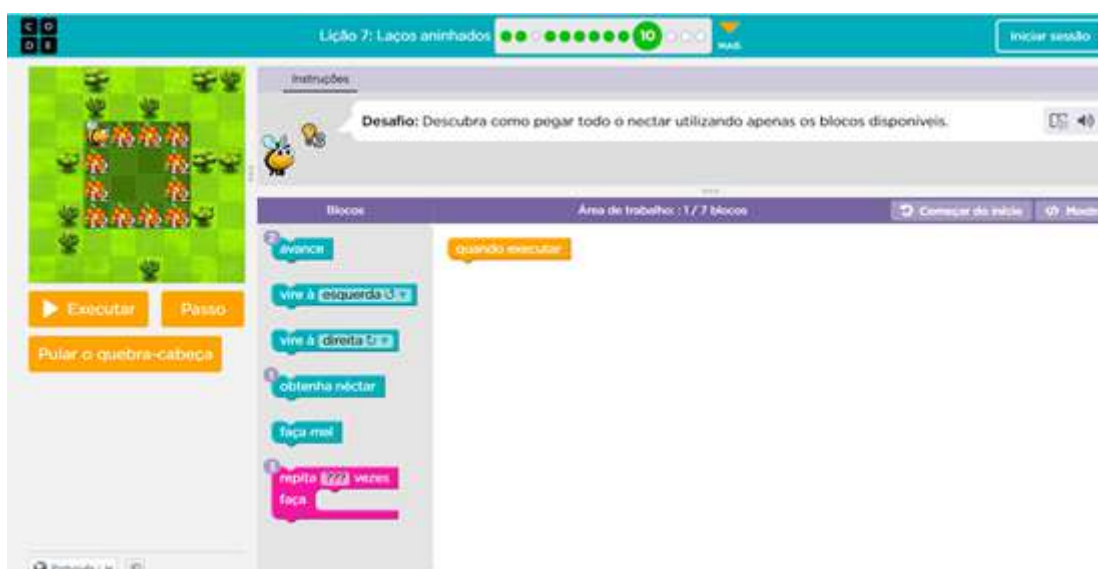 C O
D E
Lição 7: Laços aninhados
10
MAIS
Iniciar sessão
Instruções
Desafio: Descubra como pegar todo o nectar utilizando apenas os blocos disponíveis.
Blocos
Área de trabalho: : 1 / 7 blocos
Começar do início
Mostr
2
avance
quando executar
vire à esquerda
vire à direita
1
obtenha néctar
faça mel
repita ??? vezes
faça
Executar
Passo
Pular o quebra-cabeça